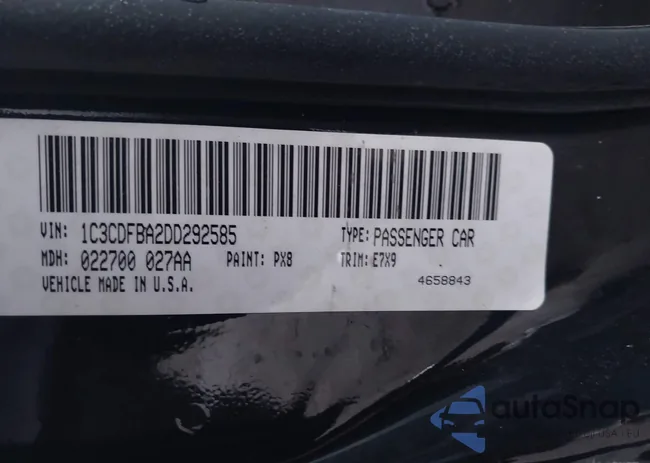 VIN: 1C3CDFBA2DD292585 TYPE: PASSENGER CAR
MDH: 022700 027AA PAINT: PX8 TRIM: E7X9
VEHICLE MADE IN U.S.A. 4658843
autoSnap